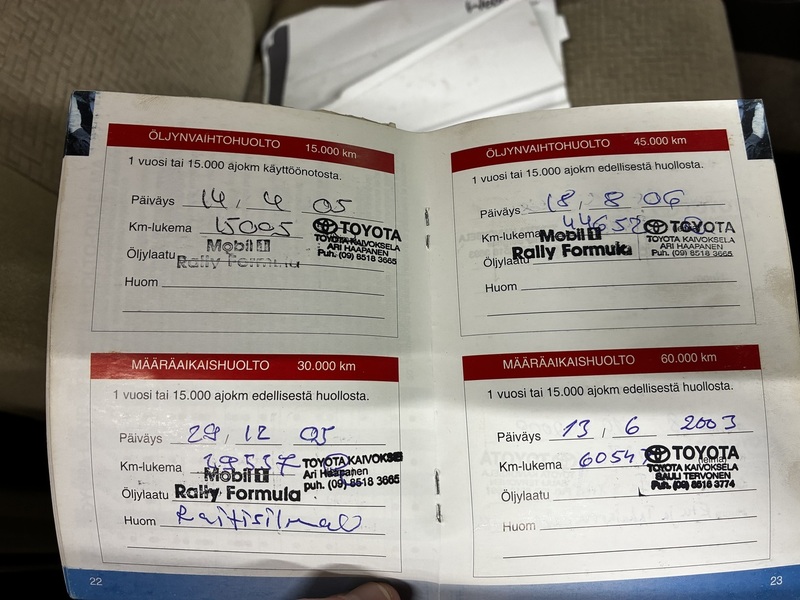 ÖLJYNVAIHTOHUOLTO 15.000 km
1 vuosi tai 15.000 ajokm käyttöönotosta.
Päiväys 14, 4 05
Km-lukema 15005
TOYOTA
TOYOTA KAIVOKSELA
ARI HAAPANEN
Puh. (09) 8518 3665
Öljylaatu Mobil 1
Rally Formula
Huom
MÄÄRÄAIKAISHUOLTO 30.000 km
1 vuosi tai 15.000 ajokm edellisestä huollosta.
Päiväys 29, 12 05
Km-lukema
TOYOTA KAIVOKSELA
Ari Haapanen
puh. (09) 8518 3665
Öljylaatu Mobil 1
Rally Formula
Huom Raitisilmao
22
ÖLJYNVAIHTOHUOLTO 45.000 km
1 vuosi tai 15.000 ajokm edellisestä huollosta.
Päiväys 18, 8 06
Km-lukema 44652
TOYOTA
TOYOTA KAIVOKSELA
ARI HAAPANEN
Puh. (09) 8518 3665
Öljylaatu Mobil 1
Rally Formula
Huom
MÄÄRÄAIKAISHUOLTO 60.000 km
1 vuosi tai 15.000 ajokm edellisestä huollosta.
Päiväys 13, 6 2003
Km-lukema
TOYOTA
TOYOTA KAIVOKSELA
SAULI TERVONEN
Puh. (09) 8518 3774
Öljylaatu
Huom
23